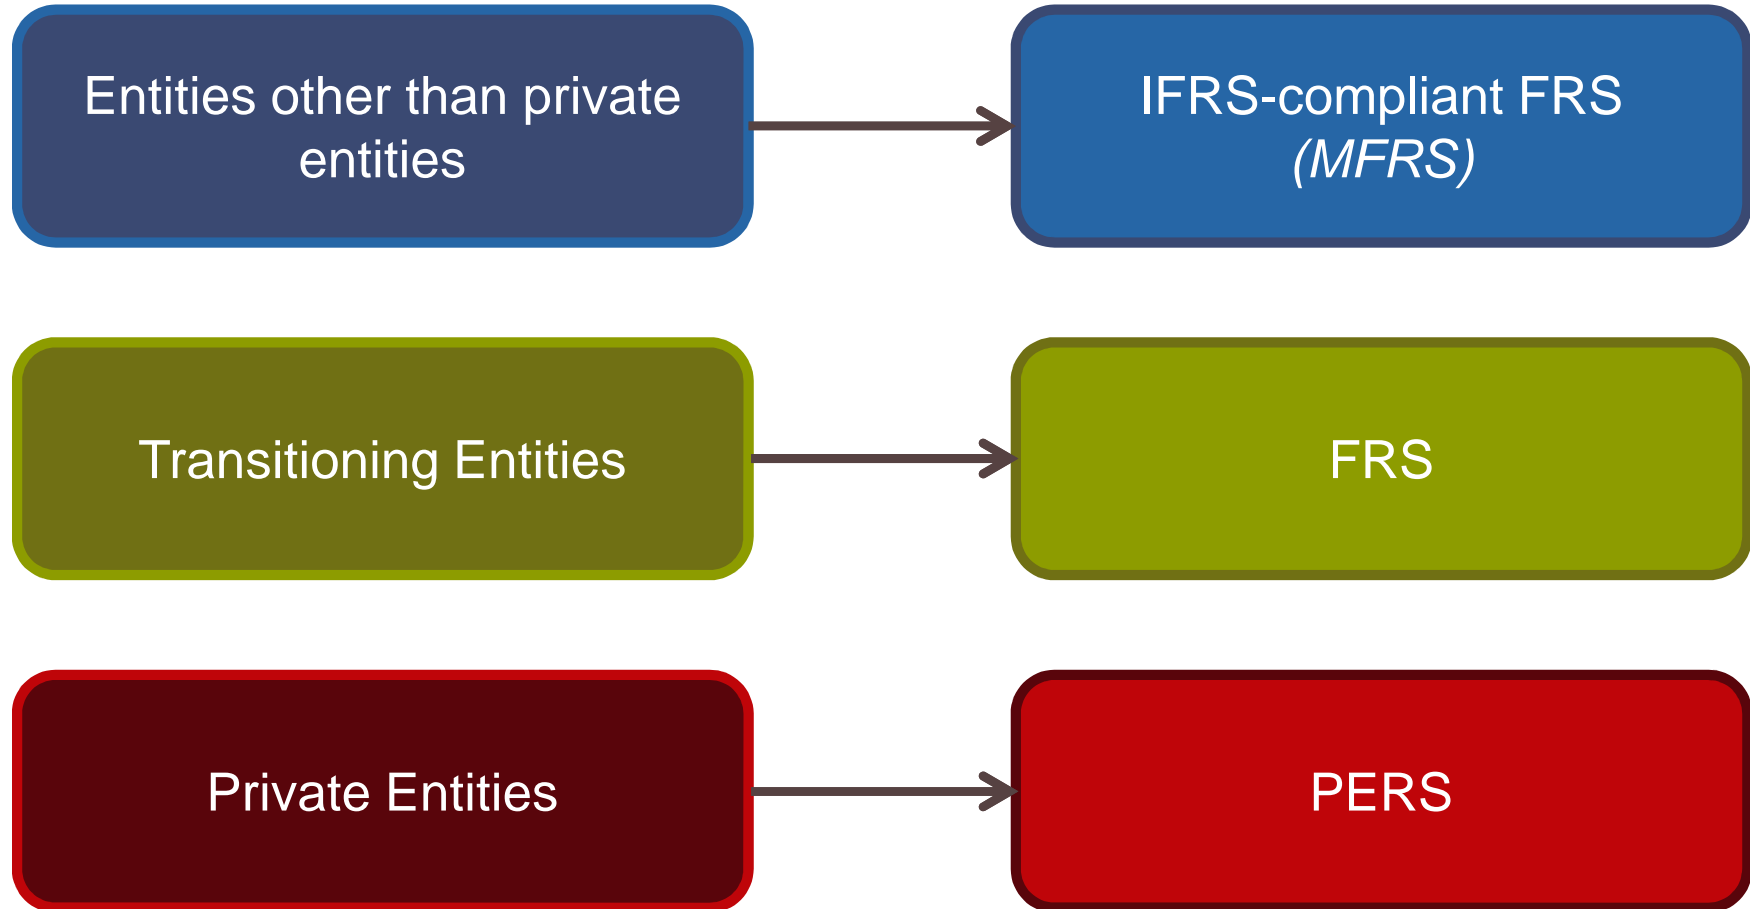 Entities other than private
entities
IFRS-compliant FRS
(MFRS)
Transitioning Entities
FRS
Private Entities
PERS